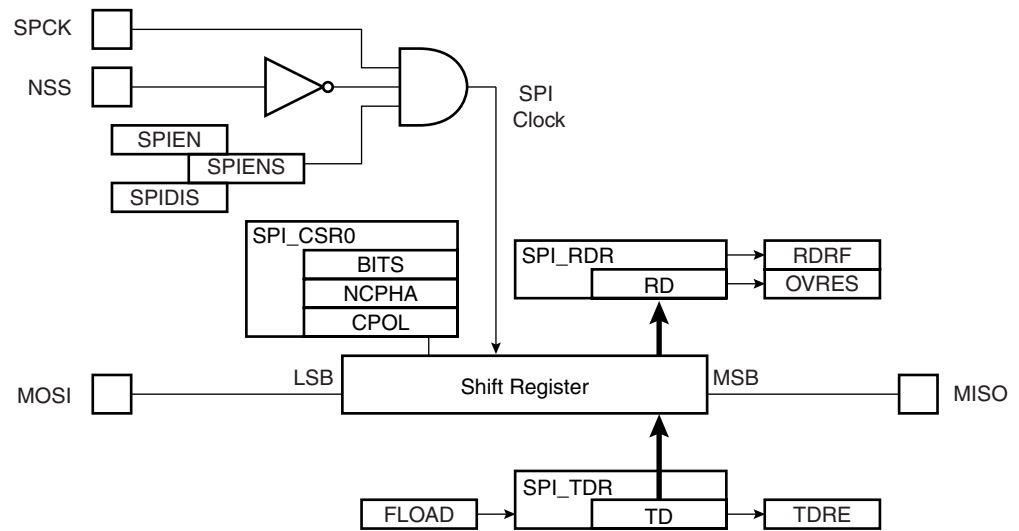 SPCK
NSS
SPI
Clock
SPIEN
SPIENS
SPIDIS
SPI_CSR0
BITS
NCPHA
CPOL
SPI_RDR
RD
RDRF
OVRES
MOSI
LSB
Shift Register
MSB
MISO
SPI_TDR
FLOAD
TD
TDRE